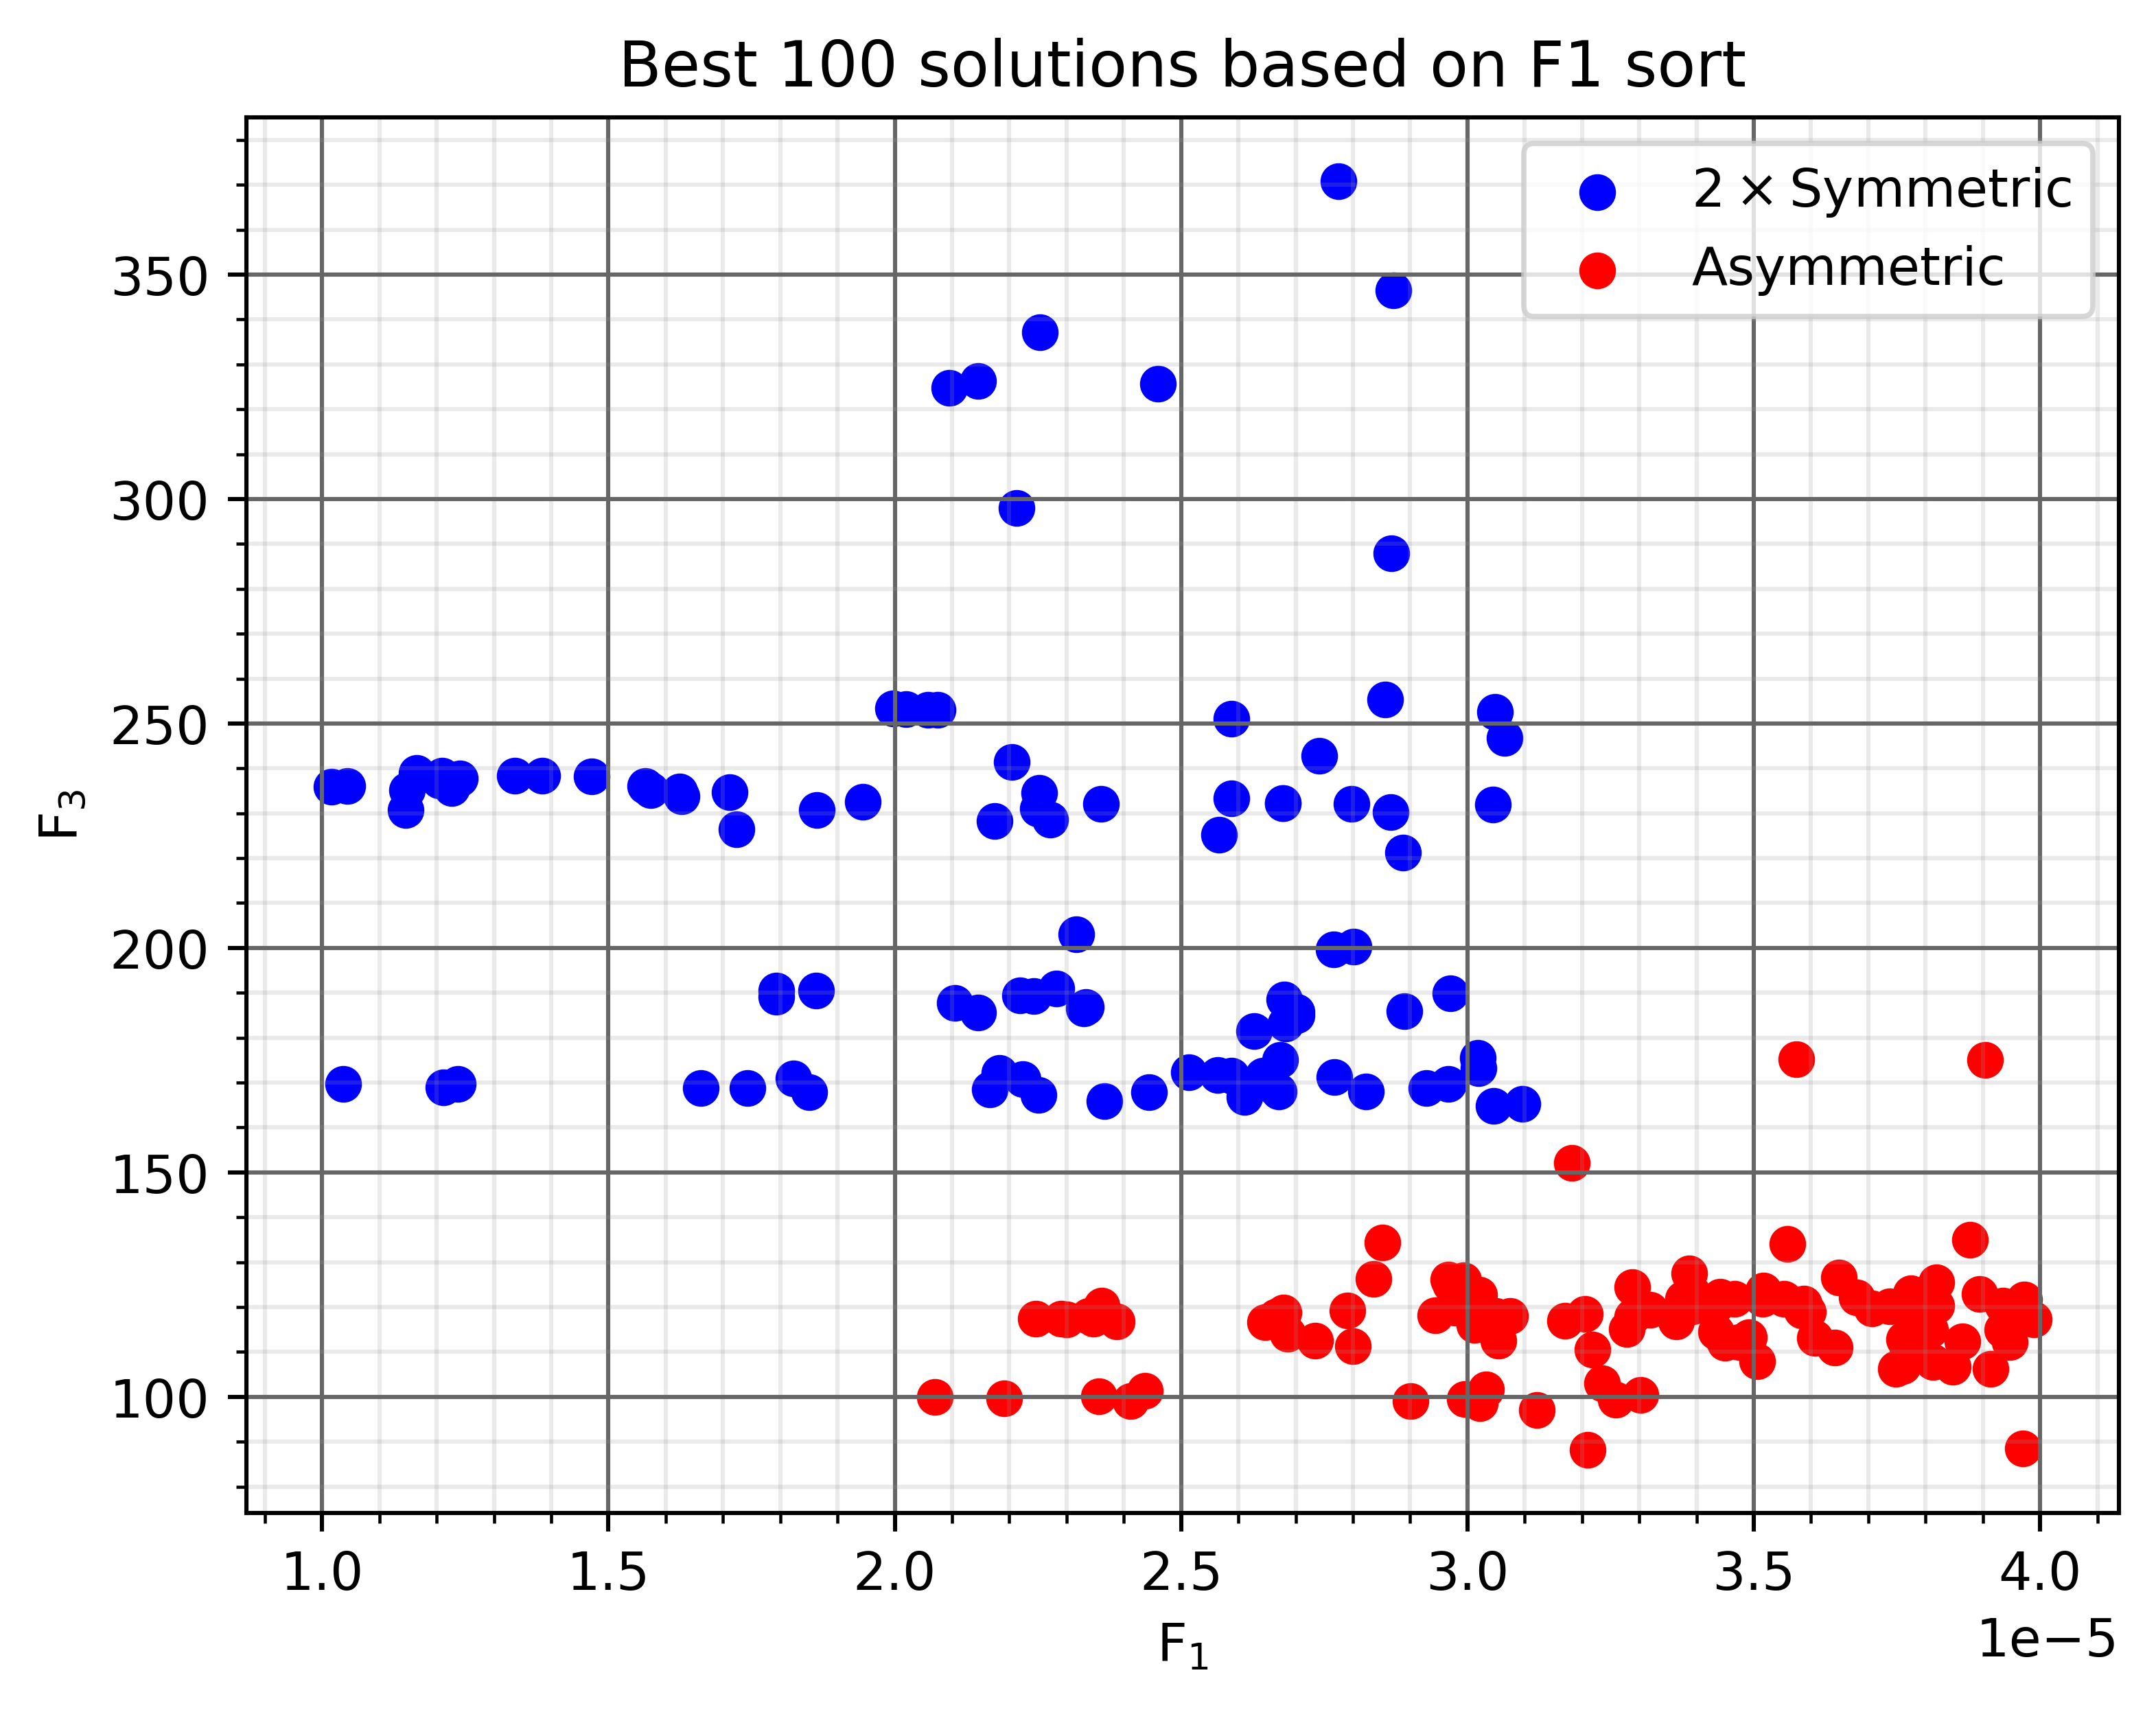 Best 100 solutions based on F1 sort
2 × Symmetric
Asymmetric
350
300
250
200
150
100
F₃
1.0 1.5 2.0 2.5 3.0 3.5 4.0
1e−5
F₁